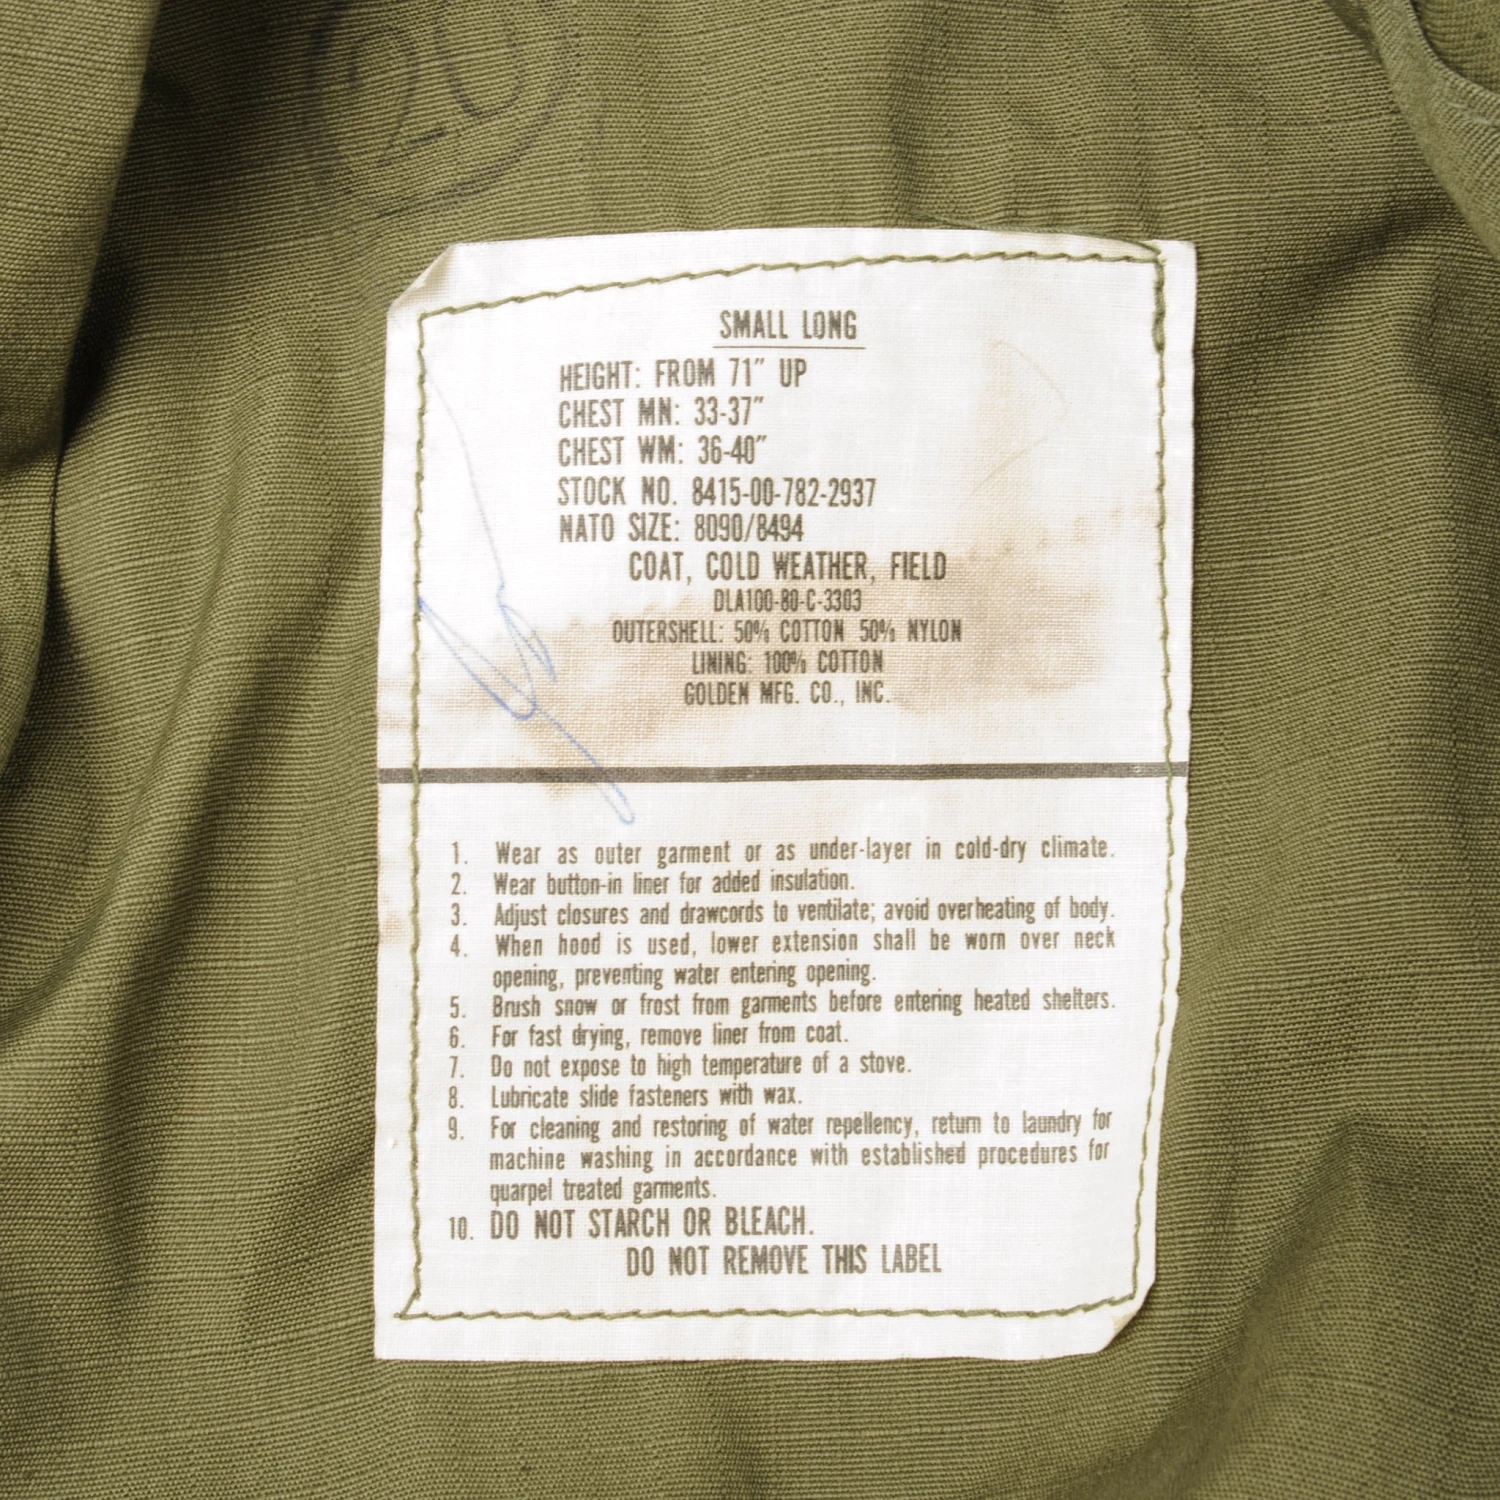 20
SMALL LONG
HEIGHT: FROM 71" UP
CHEST MN: 33-37"
CHEST WM: 36-40"
STOCK NO. 8415-00-782-2937
NATO SIZE: 8090/8494
COAT, COLD WEATHER, FIELD
DLA100-80-C-3303
OUTERSHELL: 50% COTTON 50% NYLON
LINING: 100% COTTON
GOLDEN MFG. CO., INC.
1. Wear as outer garment or as under-layer in cold-dry climate.
2. Wear button-in liner for added insulation.
3. Adjust closures and drawcords to ventilate; avoid overheating of body.
4. When hood is used, lower extension shall be worn over neck
opening, preventing water entering opening.
5. Brush snow or frost from garments before entering heated shelters.
6. For fast drying, remove liner from coat.
7. Do not expose to high temperature of a stove.
8. Lubricate slide fasteners with wax.
9. For cleaning and restoring of water repellency, return to laundry for
machine washing in accordance with established procedures for
quarpel treated garments.
10. DO NOT STARCH OR BLEACH.
DO NOT REMOVE THIS LABEL